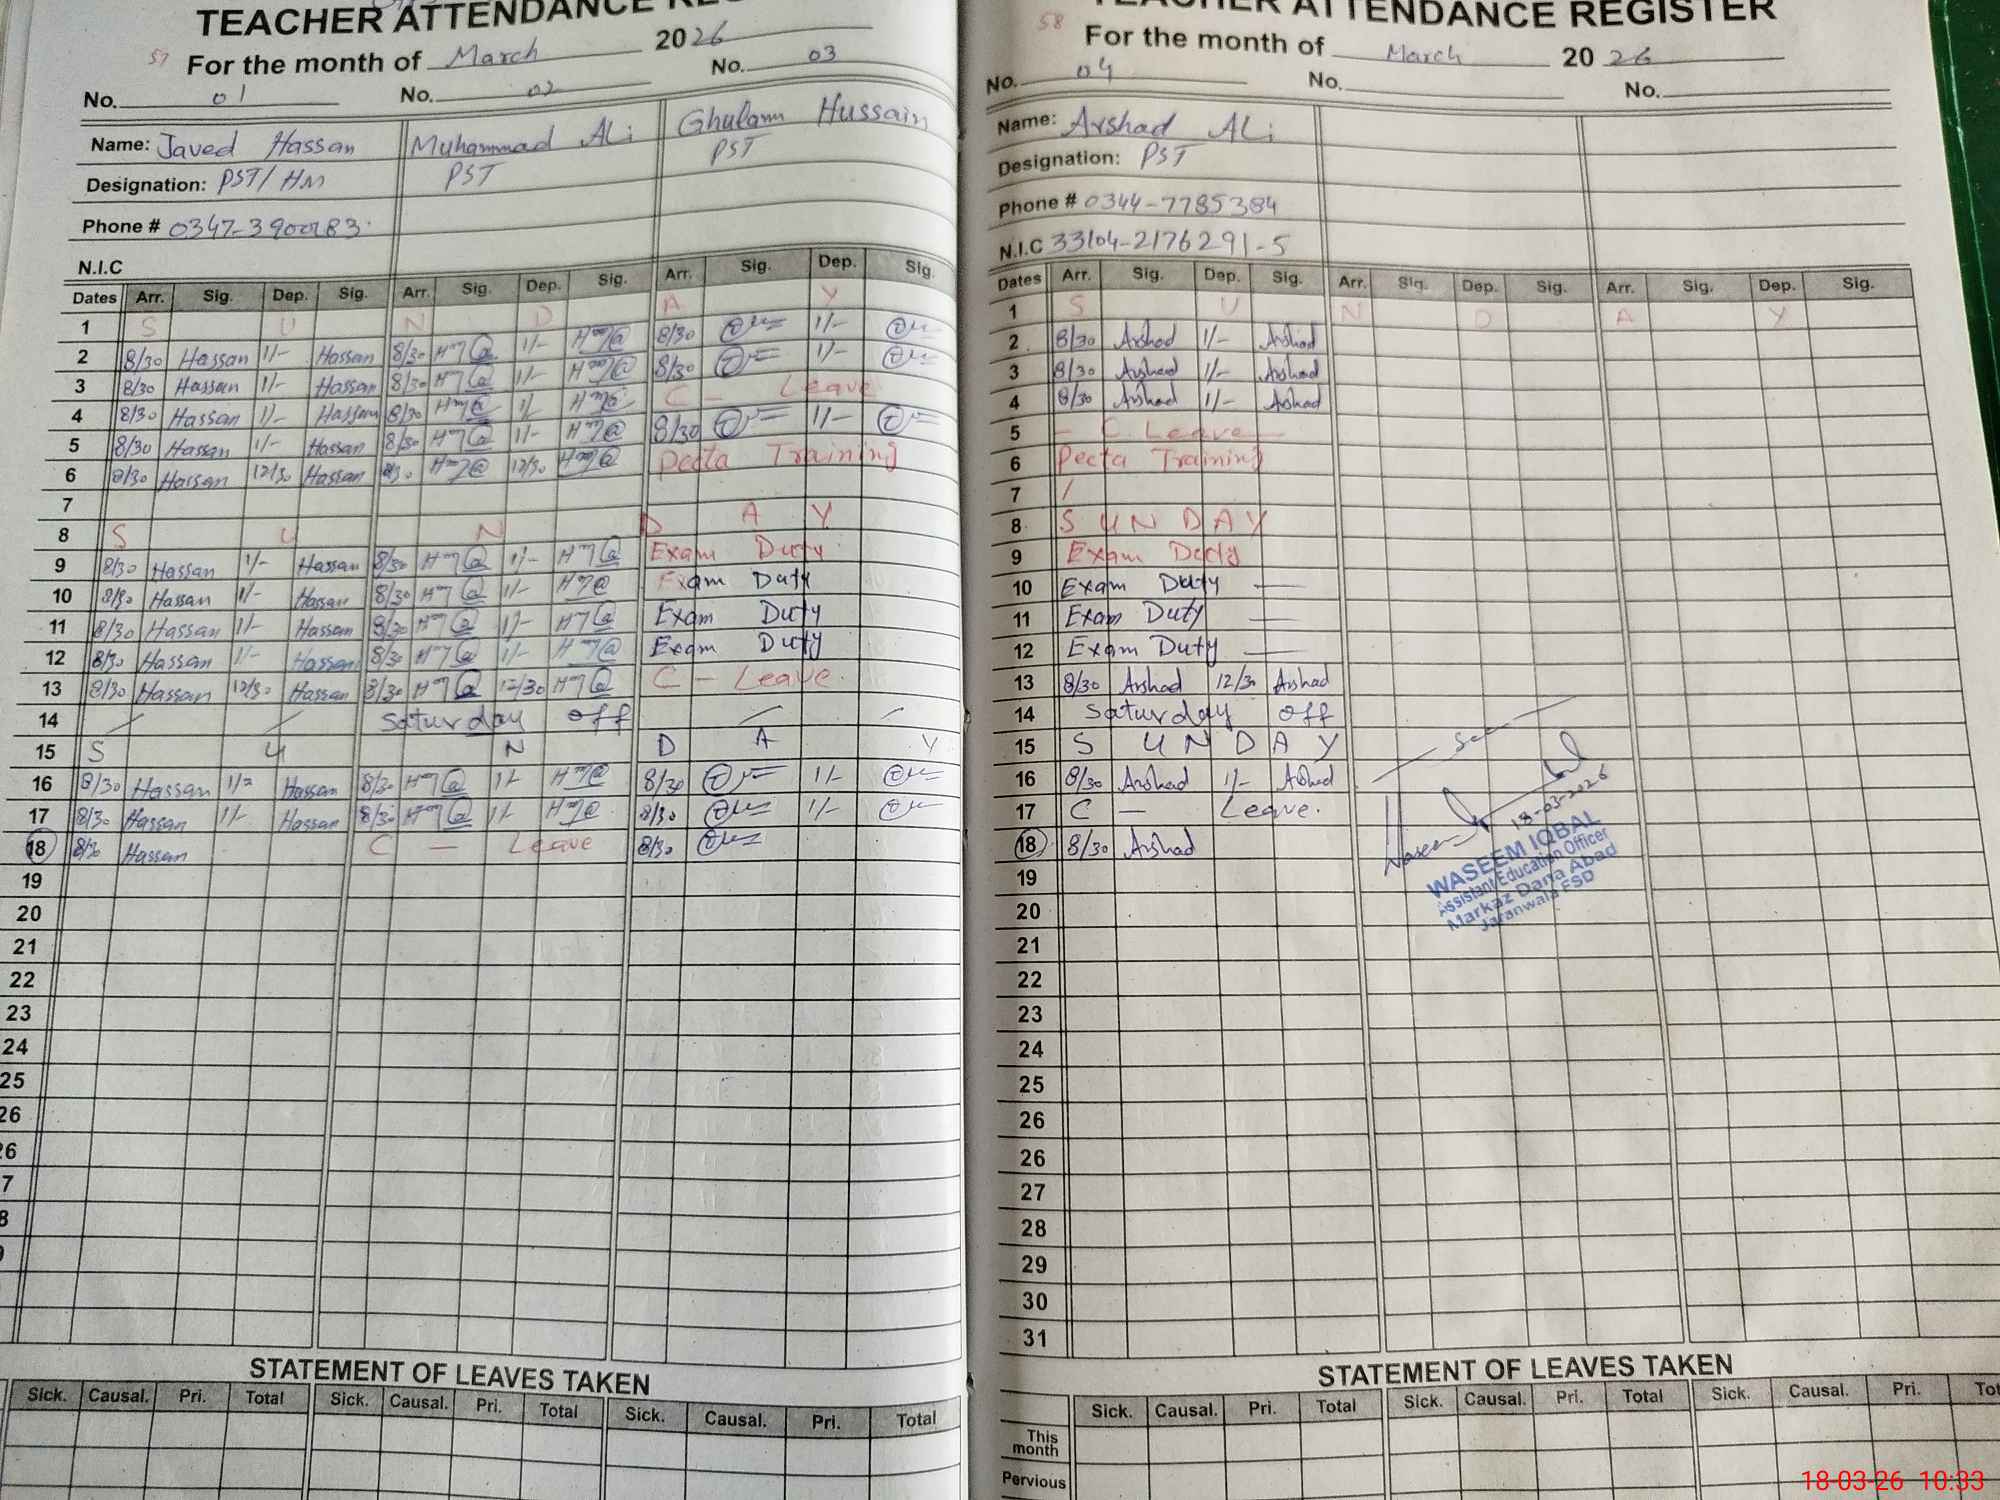 TEACHER ATTENDANCE
57 For the month of March 2026
No. 01 No. 02 No. 03
Name: Javed Hassan Muhammad ALi Ghulam Hussain
Designation: PST/HM PST PST
Phone #
N.I.C
Dates Arr. Sig. Dep. Sig. Arr. Sig. Dep. Sig. Arr. Sig. Dep. Sig.
1 S U N D A Y
2 8/30 Hassan 1/- Hassan 8/30 1/- 8/30 1/-
3 8/30 Hassan 1/- Hassan 8/30 1/- 8/30 1/-
4 8/30 Hassan 1/- Hassan 8/30 1/- C - Leave
5 8/30 Hassan 1/- Hassan 8/30 1/- 8/30 1/-
6 8/30 Hassan 12/30 Hassan 8/30 12/30 Pecta Training
7
8 S U N D A Y
9 8/30 Hassan 1/- Hassan 8/30 1/- Exam Duty
10 8/30 Hassan 1/- Hassan 8/30 1/- Exam Duty
11 8/30 Hassan 1/- Hassan 8/30 1/- Exam Duty
12 8/30 Hassan 1/- Hassan 8/30 1/- Exam Duty
13 8/30 Hassan 12/30 Hassan 8/30 12/30 C - Leave
14 Saturday off
15 S U N D A Y
16 8/30 Hassan 1/= Hassan 8/30 1/- 8/30 1/-
17 8/30 Hassan 1/- Hassan 8/30 1/- 8/30 1/-
18 8/30 Hassan C - Leave 8/30
19
20
21
22
23
24
25
26
26
7
8
STATEMENT OF LEAVES TAKEN
Sick. Causal. Pri. Total Sick. Causal. Pri. Total Sick. Causal. Pri. Total
TEACHER ATTENDANCE REGISTER
58 For the month of March 2026
No. 04 No. No.
Name: Arshad ALi
Designation: PST
Phone # 0344-7785384
N.I.C 33104-2176291-5
Dates Arr. Sig. Dep. Sig. Arr. Sig. Dep. Sig. Arr. Sig. Dep. Sig.
1 S U N D A Y
2 8/30 Arshad 1/- Arshad
3 8/30 Arshad 1/- Arshad
4 8/30 Arshad 1/- Arshad
5 - C Leave
6 Pecta Training
7 /
8 S U N D A Y
9 Exam Duty
10 Exam Duty —
11 Exam Duty —
12 Exam Duty —
13 8/30 Arshad 12/30 Arshad
14 Saturday off
15 S U N D A Y
16 8/30 Arshad 1/- Arshad
17 C — Leave.
18 8/30 Arshad
18-03-2026
WASEEM IQBAL
Assistant Education Officer
Markaz Dana Abad
Jaranwala FSD
19
20
21
22
23
24
25
26
26
27
28
29
30
31
STATEMENT OF LEAVES TAKEN
Sick. Causal. Pri. Total Sick. Causal. Pri. Total Sick. Causal. Pri.
This month
Pervious
18-03-26 10:33